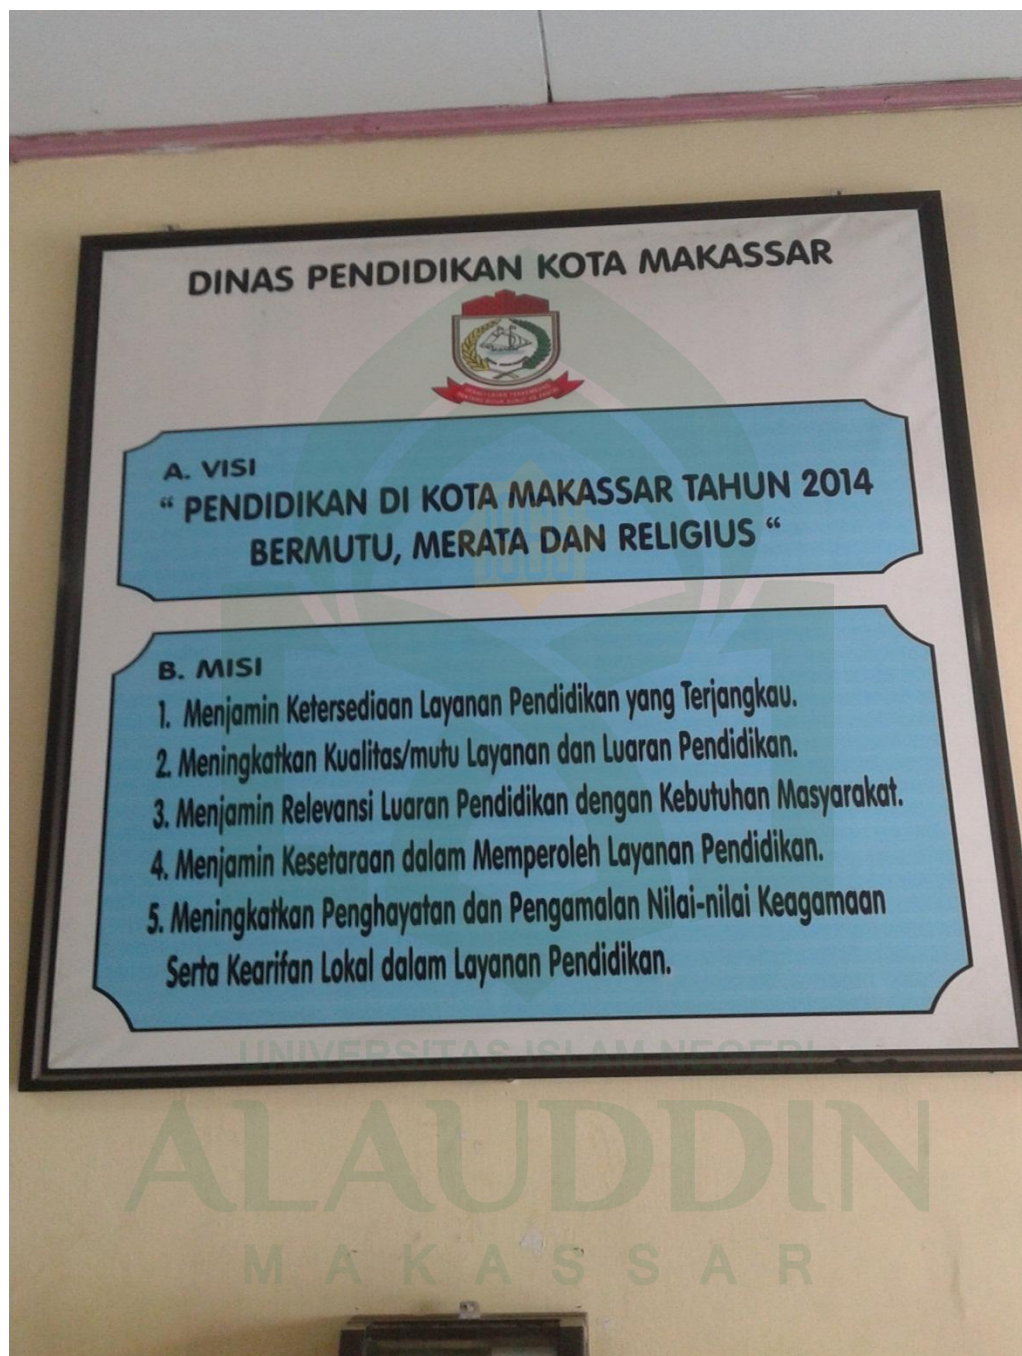 DINAS PENDIDIKAN KOTA MAKASSAR
A. VISI
“ PENDIDIKAN DI KOTA MAKASSAR TAHUN 2014
BERMUTU, MERATA DAN RELIGIUS “
B. MISI
1. Menjamin Ketersediaan Layanan Pendidikan yang Terjangkau.
2. Meningkatkan Kualitas/mutu Layanan dan Luaran Pendidikan.
3. Menjamin Relevansi Luaran Pendidikan dengan Kebutuhan Masyarakat.
4. Menjamin Kesetaraan dalam Memperoleh Layanan Pendidikan.
5. Meningkatkan Penghayatan dan Pengamalan Nilai-nilai Keagamaan
Serta Kearifan Lokal dalam Layanan Pendidikan.
UNIVERSITAS ISLAM NEGERI
ALAUDDIN
MAKASSAR